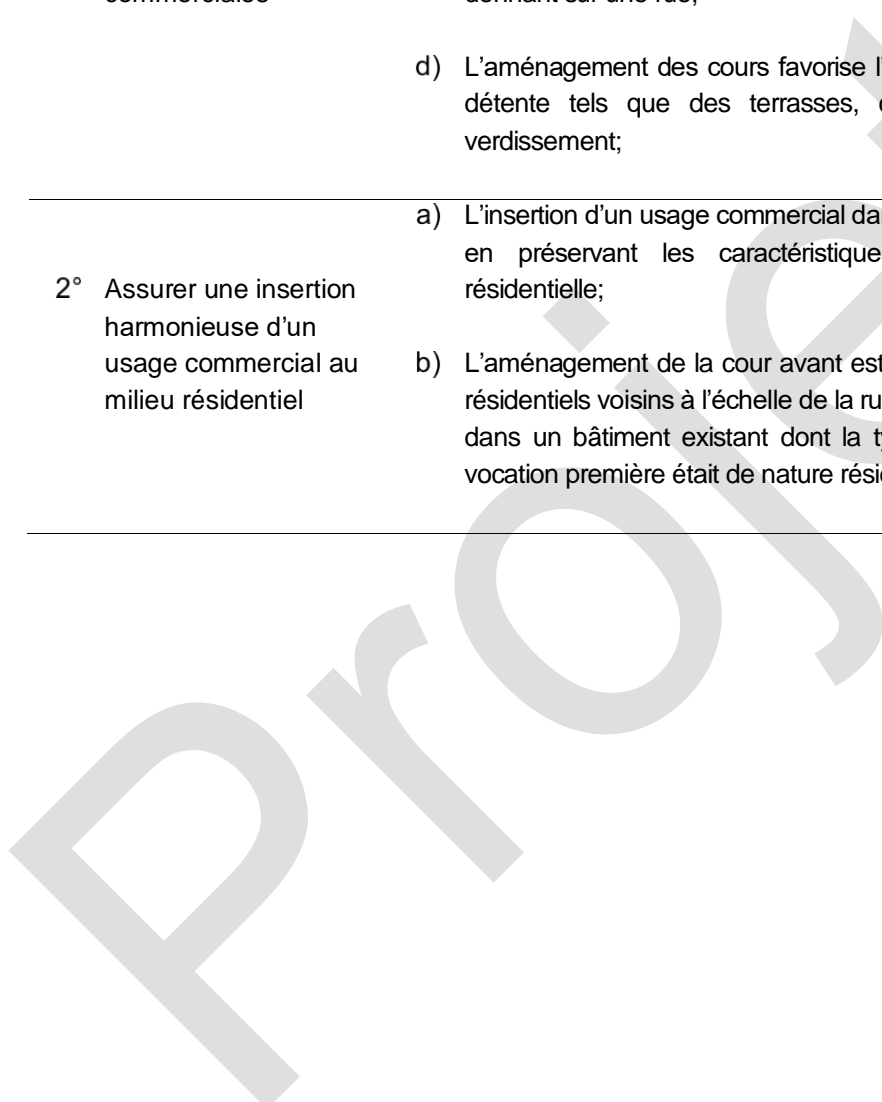 d) L'aménagement des cours favorise l'
détente tels que des terrasses,
verdissement;
a) L'insertion d'un usage commercial da
en préservant les caractéristique
résidentielle;
2° Assurer une insertion
harmonieuse d'un
usage commercial au
milieu résidentiel
b) L'aménagement de la cour avant est
résidentiels voisins à l'échelle de la ru
dans un bâtiment existant dont la
vocation première était de nature
Proje